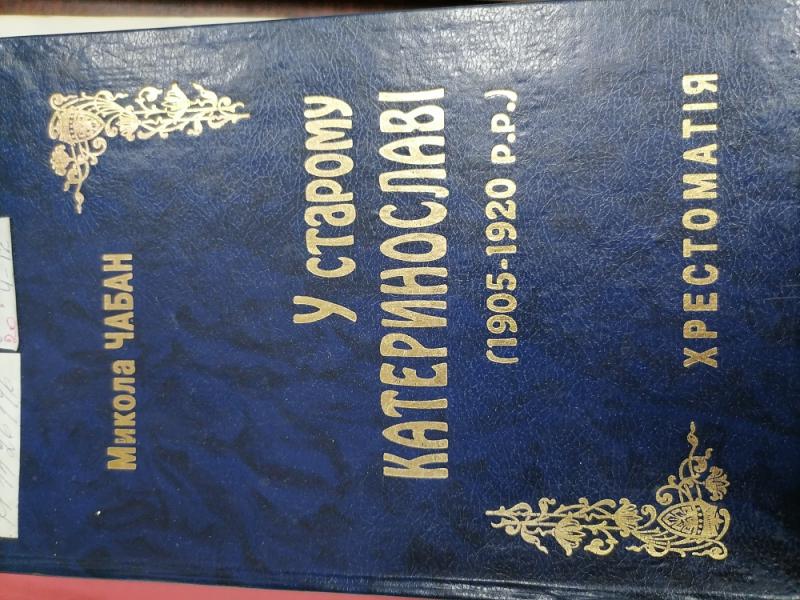 Микола ЧАБАН
У СТАРОМУ
КАТЕРИНОСЛАВІ
(1905-1920 Р.Р.)
ХРЕСТОМАТІЯ